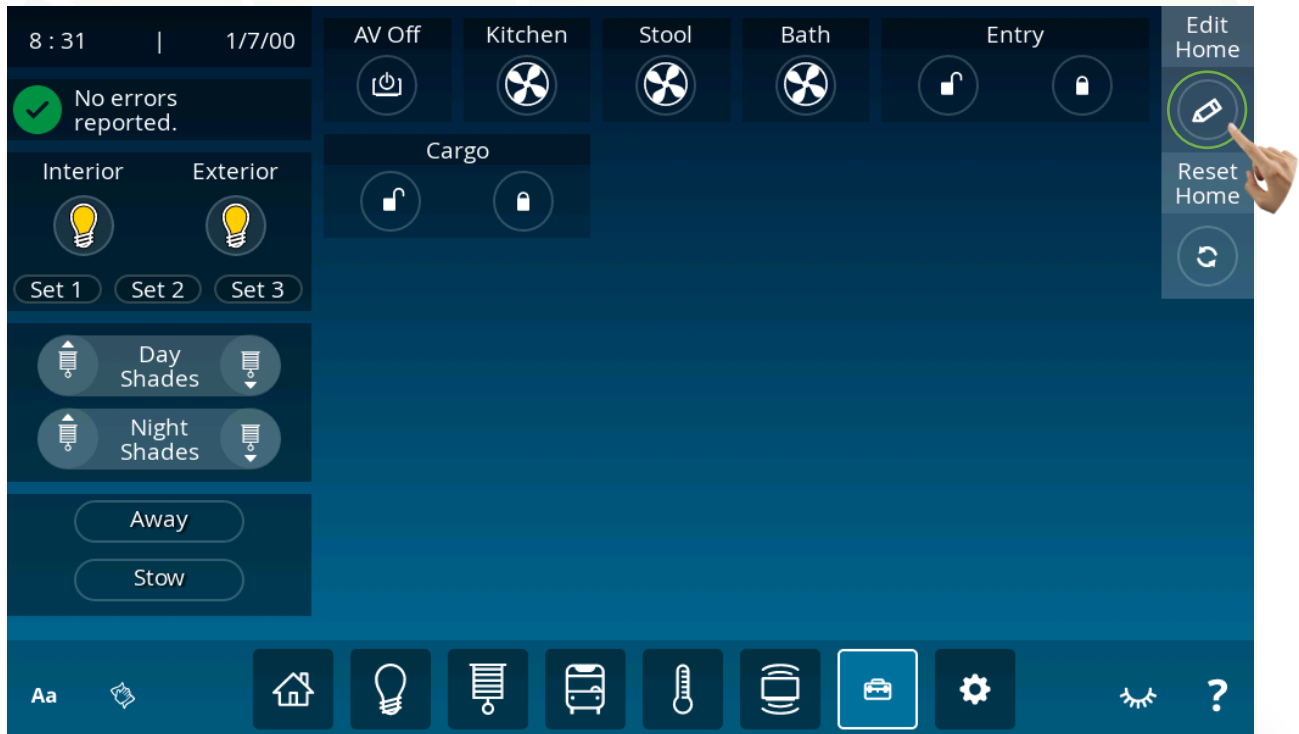 8 : 31 | 1/7/00
No errors
reported.
Interior Exterior
Set 1 Set 2 Set 3
Day
Shades
Night
Shades
Away
Stow
AV Off Kitchen Stool Bath Entry
Cargo
Edit
Home
Reset
Home
Aa ?